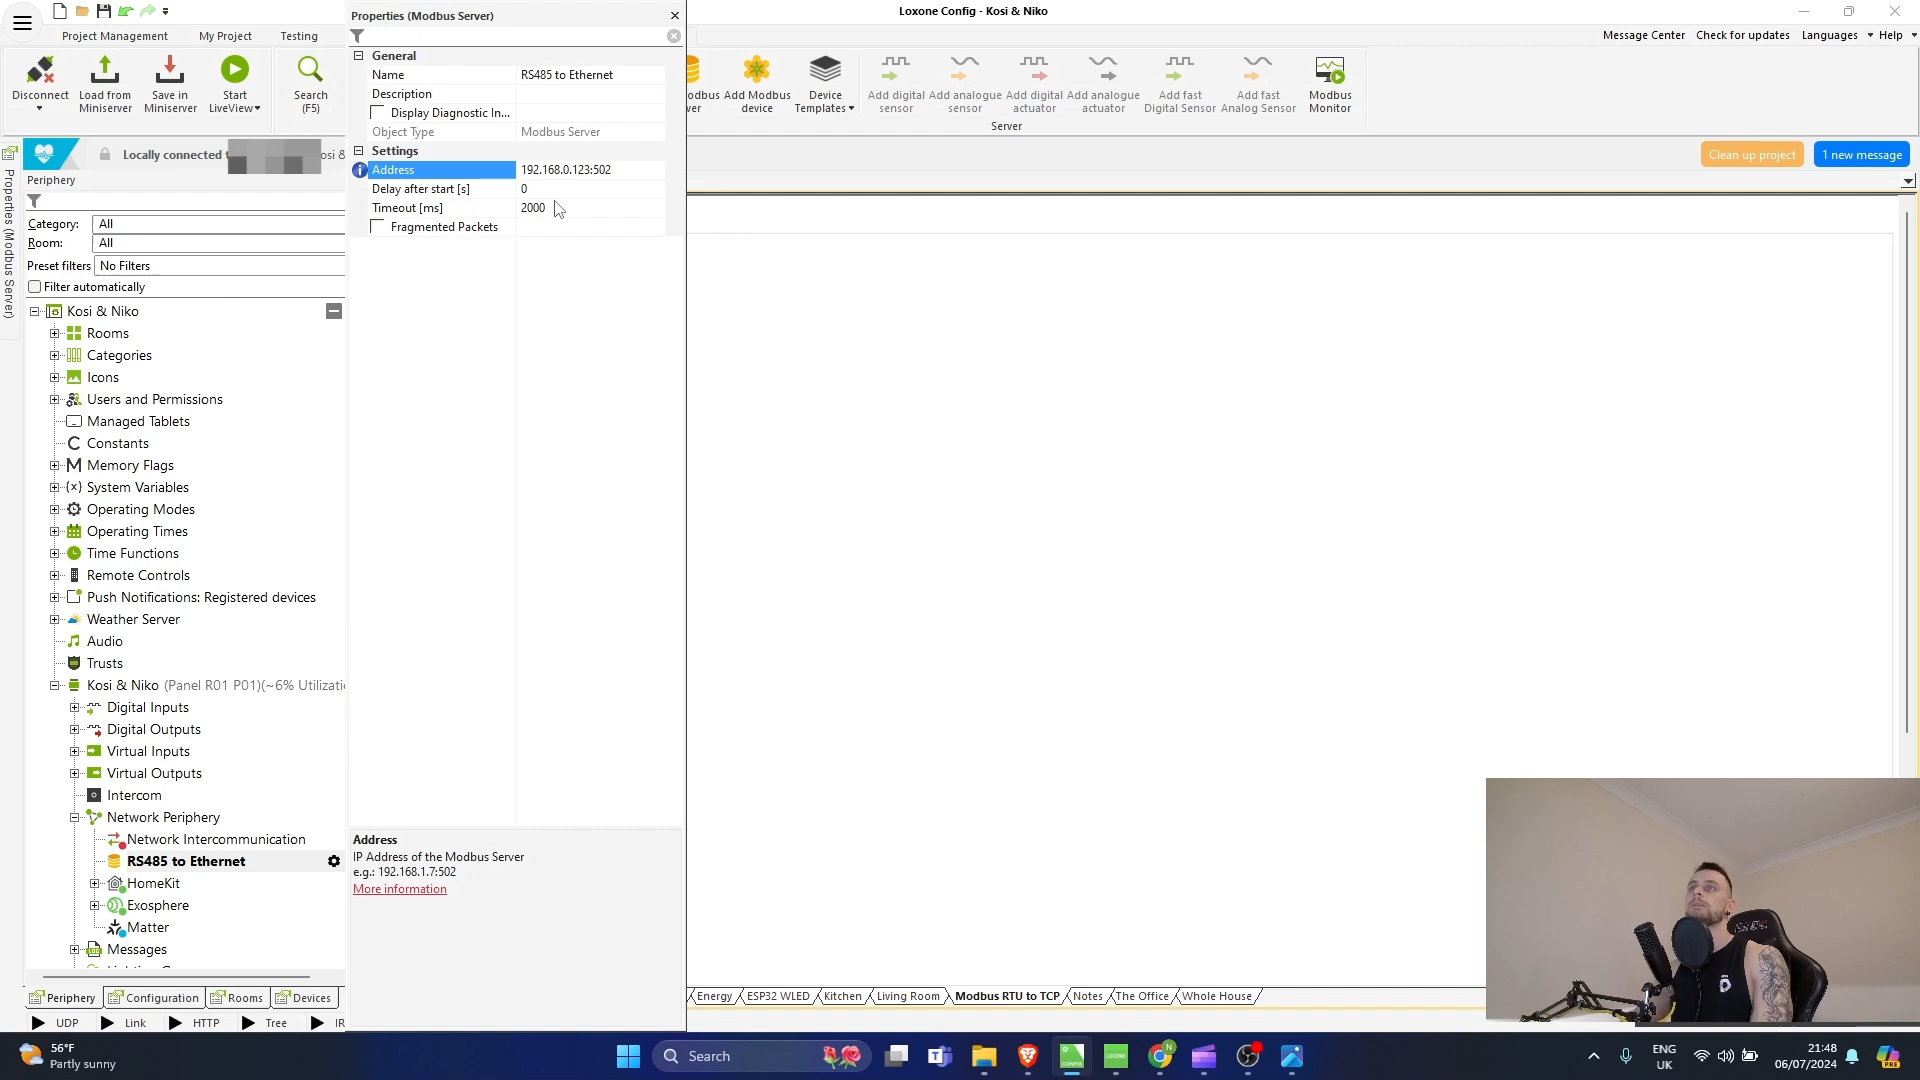 Loxone Config - Kosi & Niko
Project Management
My Project
Testing
Message Center
Check for updates
Languages
Help
Disconnect
Load from
Miniserver
Save in
Miniserver
Start
LiveView
Search
(F5)
odbus
ver
Add Modbus
device
Device
Templates
Add digital
sensor
Add analogue
sensor
Add digital
actuator
Add analogue
actuator
Add fast
Digital Sensor
Add fast
Analog Sensor
Modbus
Monitor
Server
Locally connected t
osi &
Clean up project
1 new message
Properties (Modbus Server)
Periphery
Category:
All
Room:
All
Preset filters
No Filters
Filter automatically
Kosi & Niko
Rooms
Categories
Icons
Users and Permissions
Managed Tablets
Constants
Memory Flags
System Variables
Operating Modes
Operating Times
Time Functions
Remote Controls
Push Notifications: Registered devices
Weather Server
Audio
Trusts
Kosi & Niko (Panel R01 P01)(~6% Utilizati
Digital Inputs
Digital Outputs
Virtual Inputs
Virtual Outputs
Intercom
Network Periphery
Network Intercommunication
RS485 to Ethernet
HomeKit
Exosphere
Matter
Messages
Periphery
Configuration
Rooms
Devices
UDP
Link
HTTP
Tree
IR
Properties (Modbus Server)
General
Name
RS485 to Ethernet
Description
Display Diagnostic In...
Object Type
Modbus Server
Settings
Address
192.168.0.123:502
Delay after start [s]
0
Timeout [ms]
2000
Fragmented Packets
Address
IP Address of the Modbus Server
e.g.: 192.168.1.7:502
More information
Energy
ESP32 WLED
Kitchen
Living Room
Modbus RTU to TCP
Notes
The Office
Whole House
56°F
Partly sunny
Search
ENG
UK
21:48
06/07/2024